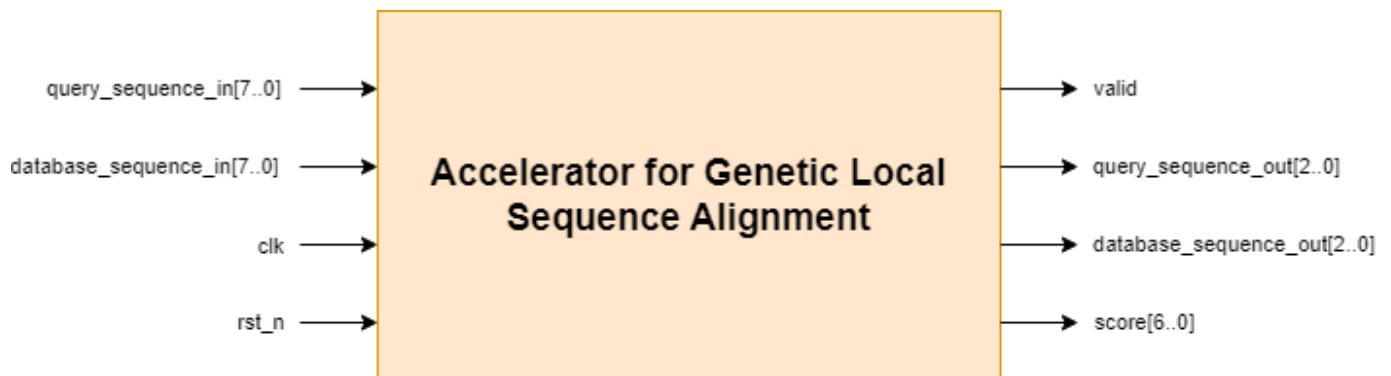 query_sequence_in[7..0]
database_sequence_in[7..0]
clk
rst_n
Accelerator for Genetic Local
Sequence Alignment
valid
query_sequence_out[2..0]
database_sequence_out[2..0]
score[6..0]